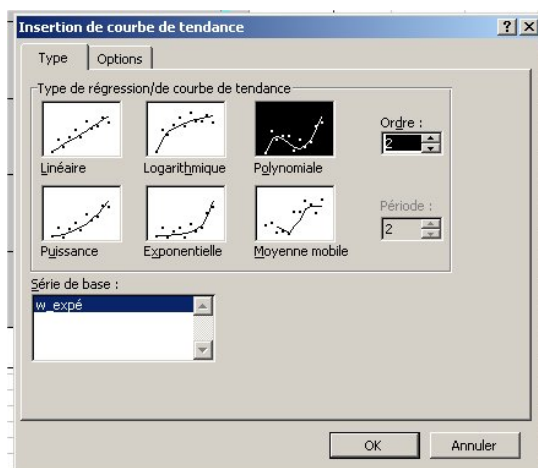 Insertion de courbe de tendance
Type Options
Type de régression/de courbe de tendance
Linéaire Logarithmique Polynomiale
Ordre :
2
Puissance Exponentielle Moyenne mobile
Période :
2
Série de base :
w_expé
OK Annuler